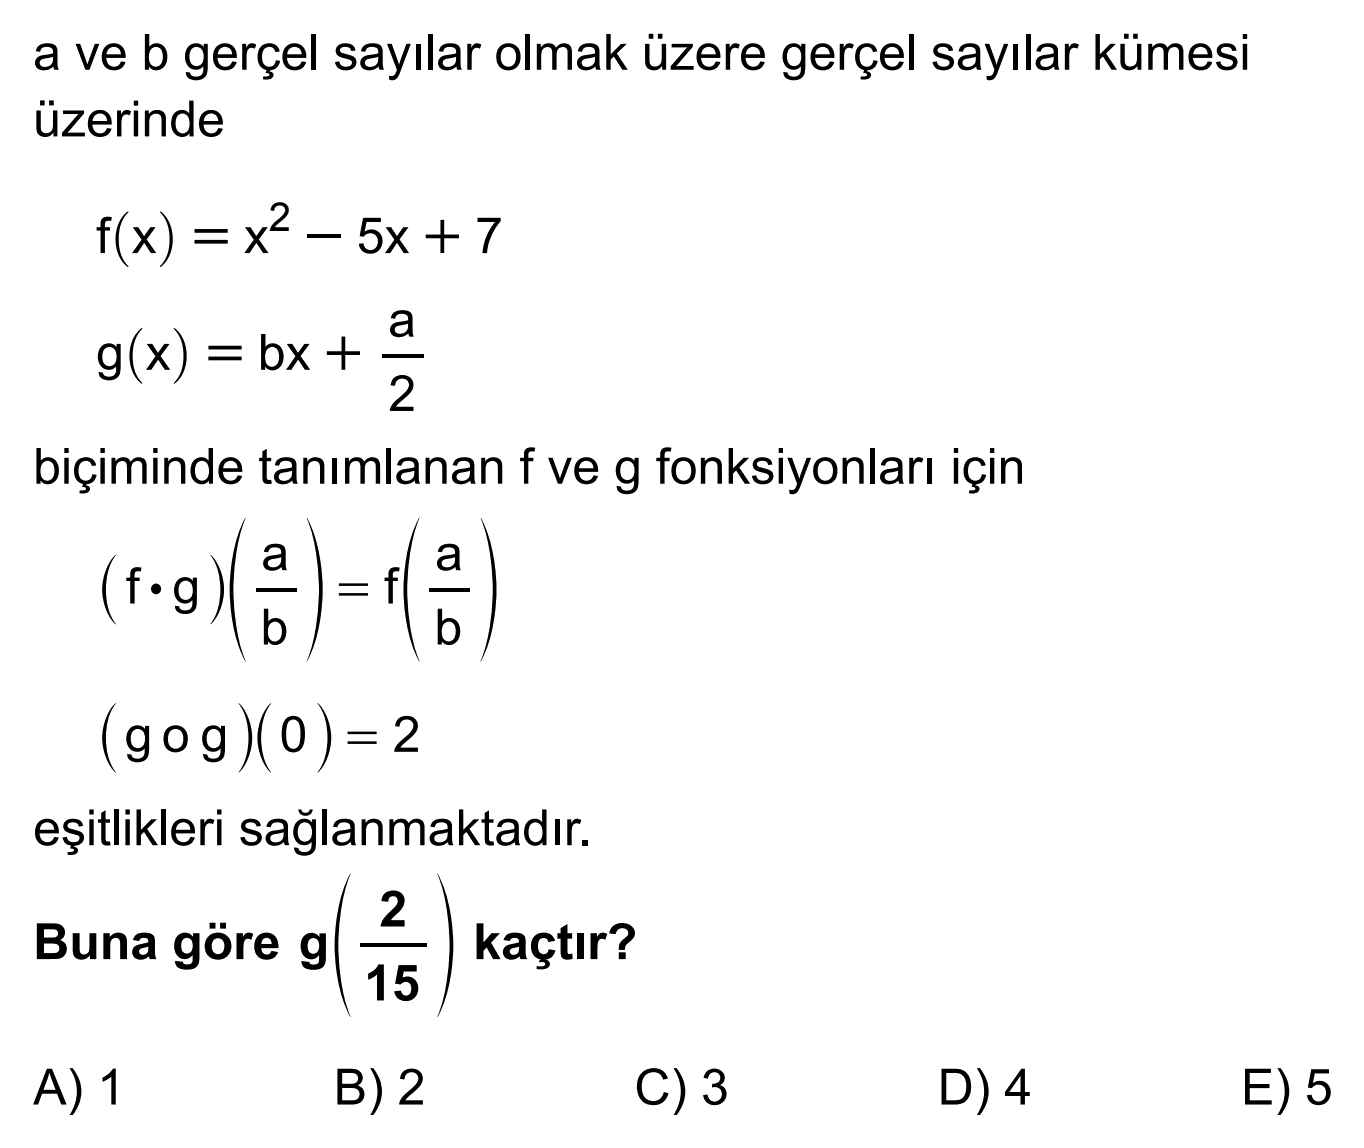 a ve b gerçel sayılar olmak üzere gerçel sayılar kümesi
üzerinde
f(x) = x² − 5x + 7
g(x) = bx + a/2
biçiminde tanımlanan f ve g fonksiyonları için
(f•g)(a/b) = f(a/b)
(gog)(0) = 2
eşitlikleri sağlanmaktadır.
Buna göre g(2/15) kaçtır?
A) 1 B) 2 C) 3 D) 4 E) 5